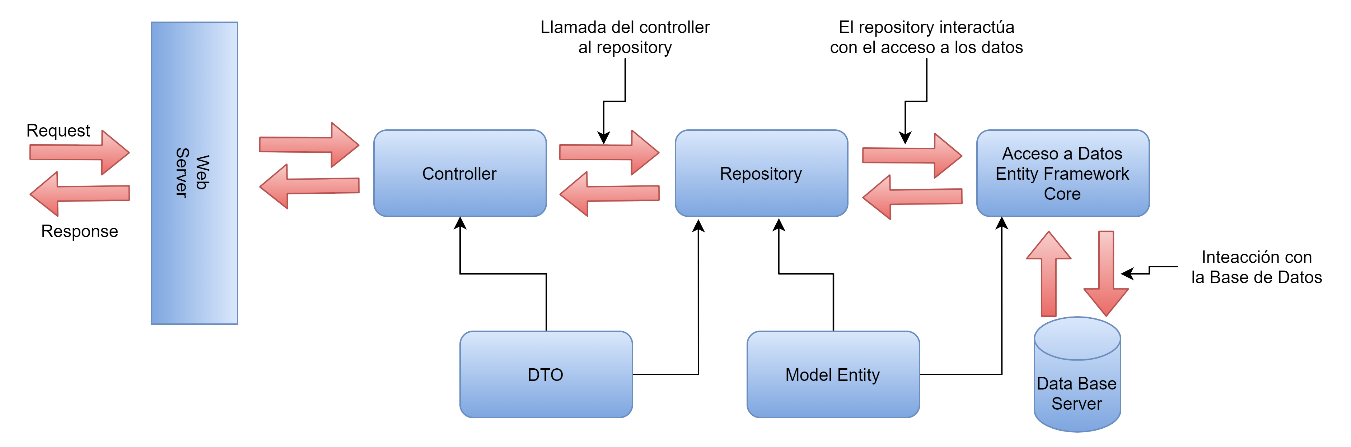 Llamada del controller
al repository
El repository interactúa
con el acceso a los datos
Request
Response
Web
Server
Controller
Repository
Acceso a Datos
Entity Framework
Core
Inteacción con
la Base de Datos
DTO
Model Entity
Data Base
Server